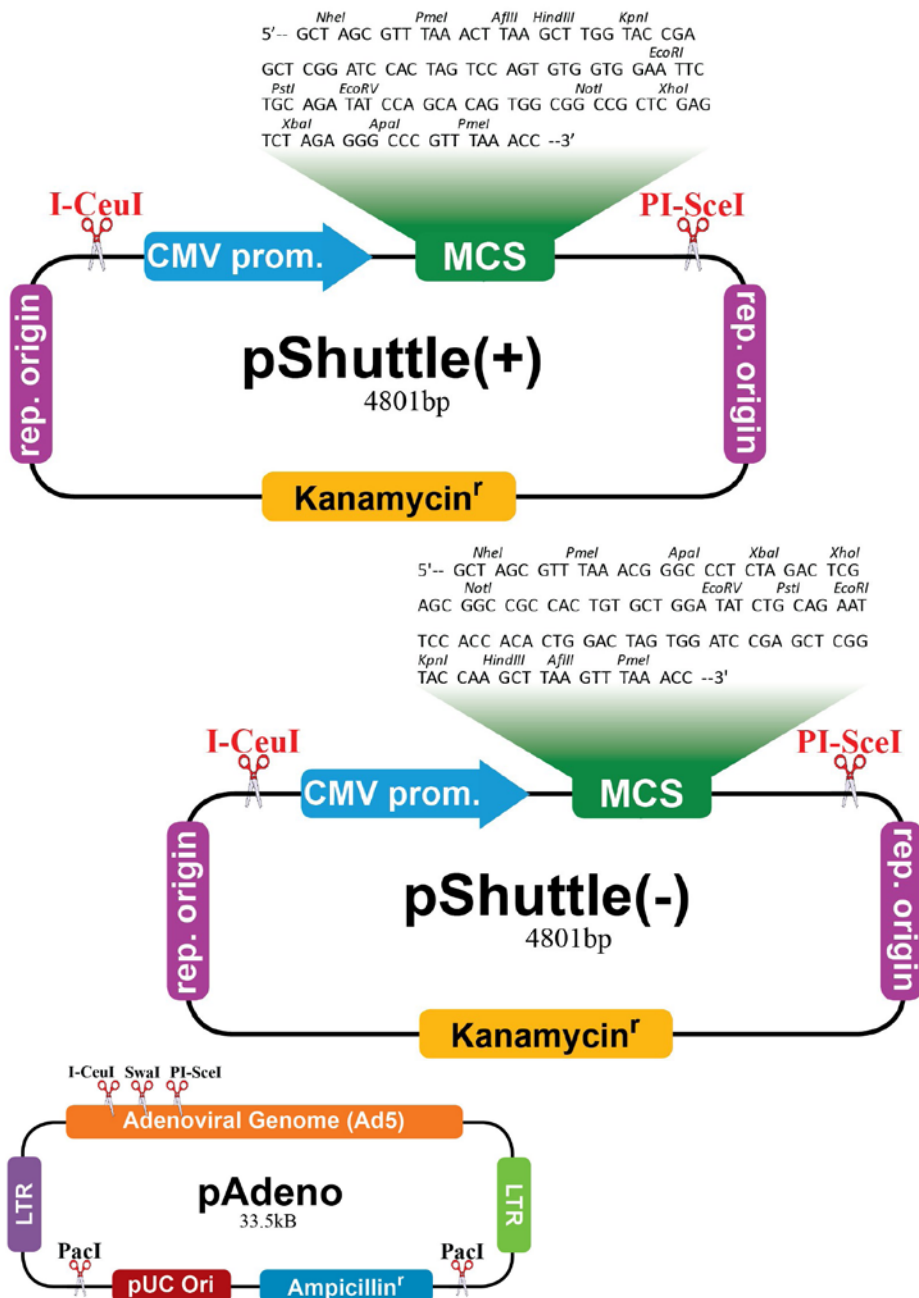 NheI PmeI AflII HindIII KpnI
5'-- GCT AGC GTT TAA ACT TAA GCT TGG TAC CGA
EcoRI
GCT CGG ATC CAC TAGT CCA GT GTG GTG GAA TTC
PstI EcoRV NotI XhoI
TGC AGA TAT CCA GCA CAG TGG CGG CCG CTC GAG
XbaI ApaI PmeI
TCT AGA GGG CCC GTT TAA ACC --3'
I-CeuI
PI-SceI
CMV prom.
MCS
rep. origin
rep. origin
pShuttle(+)
4801bp
Kanamycinʳ
NheI PmeI ApaI XbaI XhoI
5'-- GCT AGC GTT TAA ACG GGC CCT CTA GAC TCG
NotI EcoRV PstI EcoRI
AGC GGC CGC CAC TGT GCT GGA TAT CTG CAG AAT
TCC ACC ACA CTG GAC TAG TGG ATC CGA GCT CGG
KpnI HindIII AflII PmeI
TAC CAA GCT TAA GTT TAA ACC --3'
I-CeuI
PI-SceI
CMV prom.
MCS
rep. origin
rep. origin
pShuttle(-)
4801bp
Kanamycinʳ
I-CeuI SwaI PI-SceI
Adenoviral Genome (Ad5)
LTR
LTR
pAdeno
33.5kB
PacI
PacI
pUC Ori
Ampicillinʳ